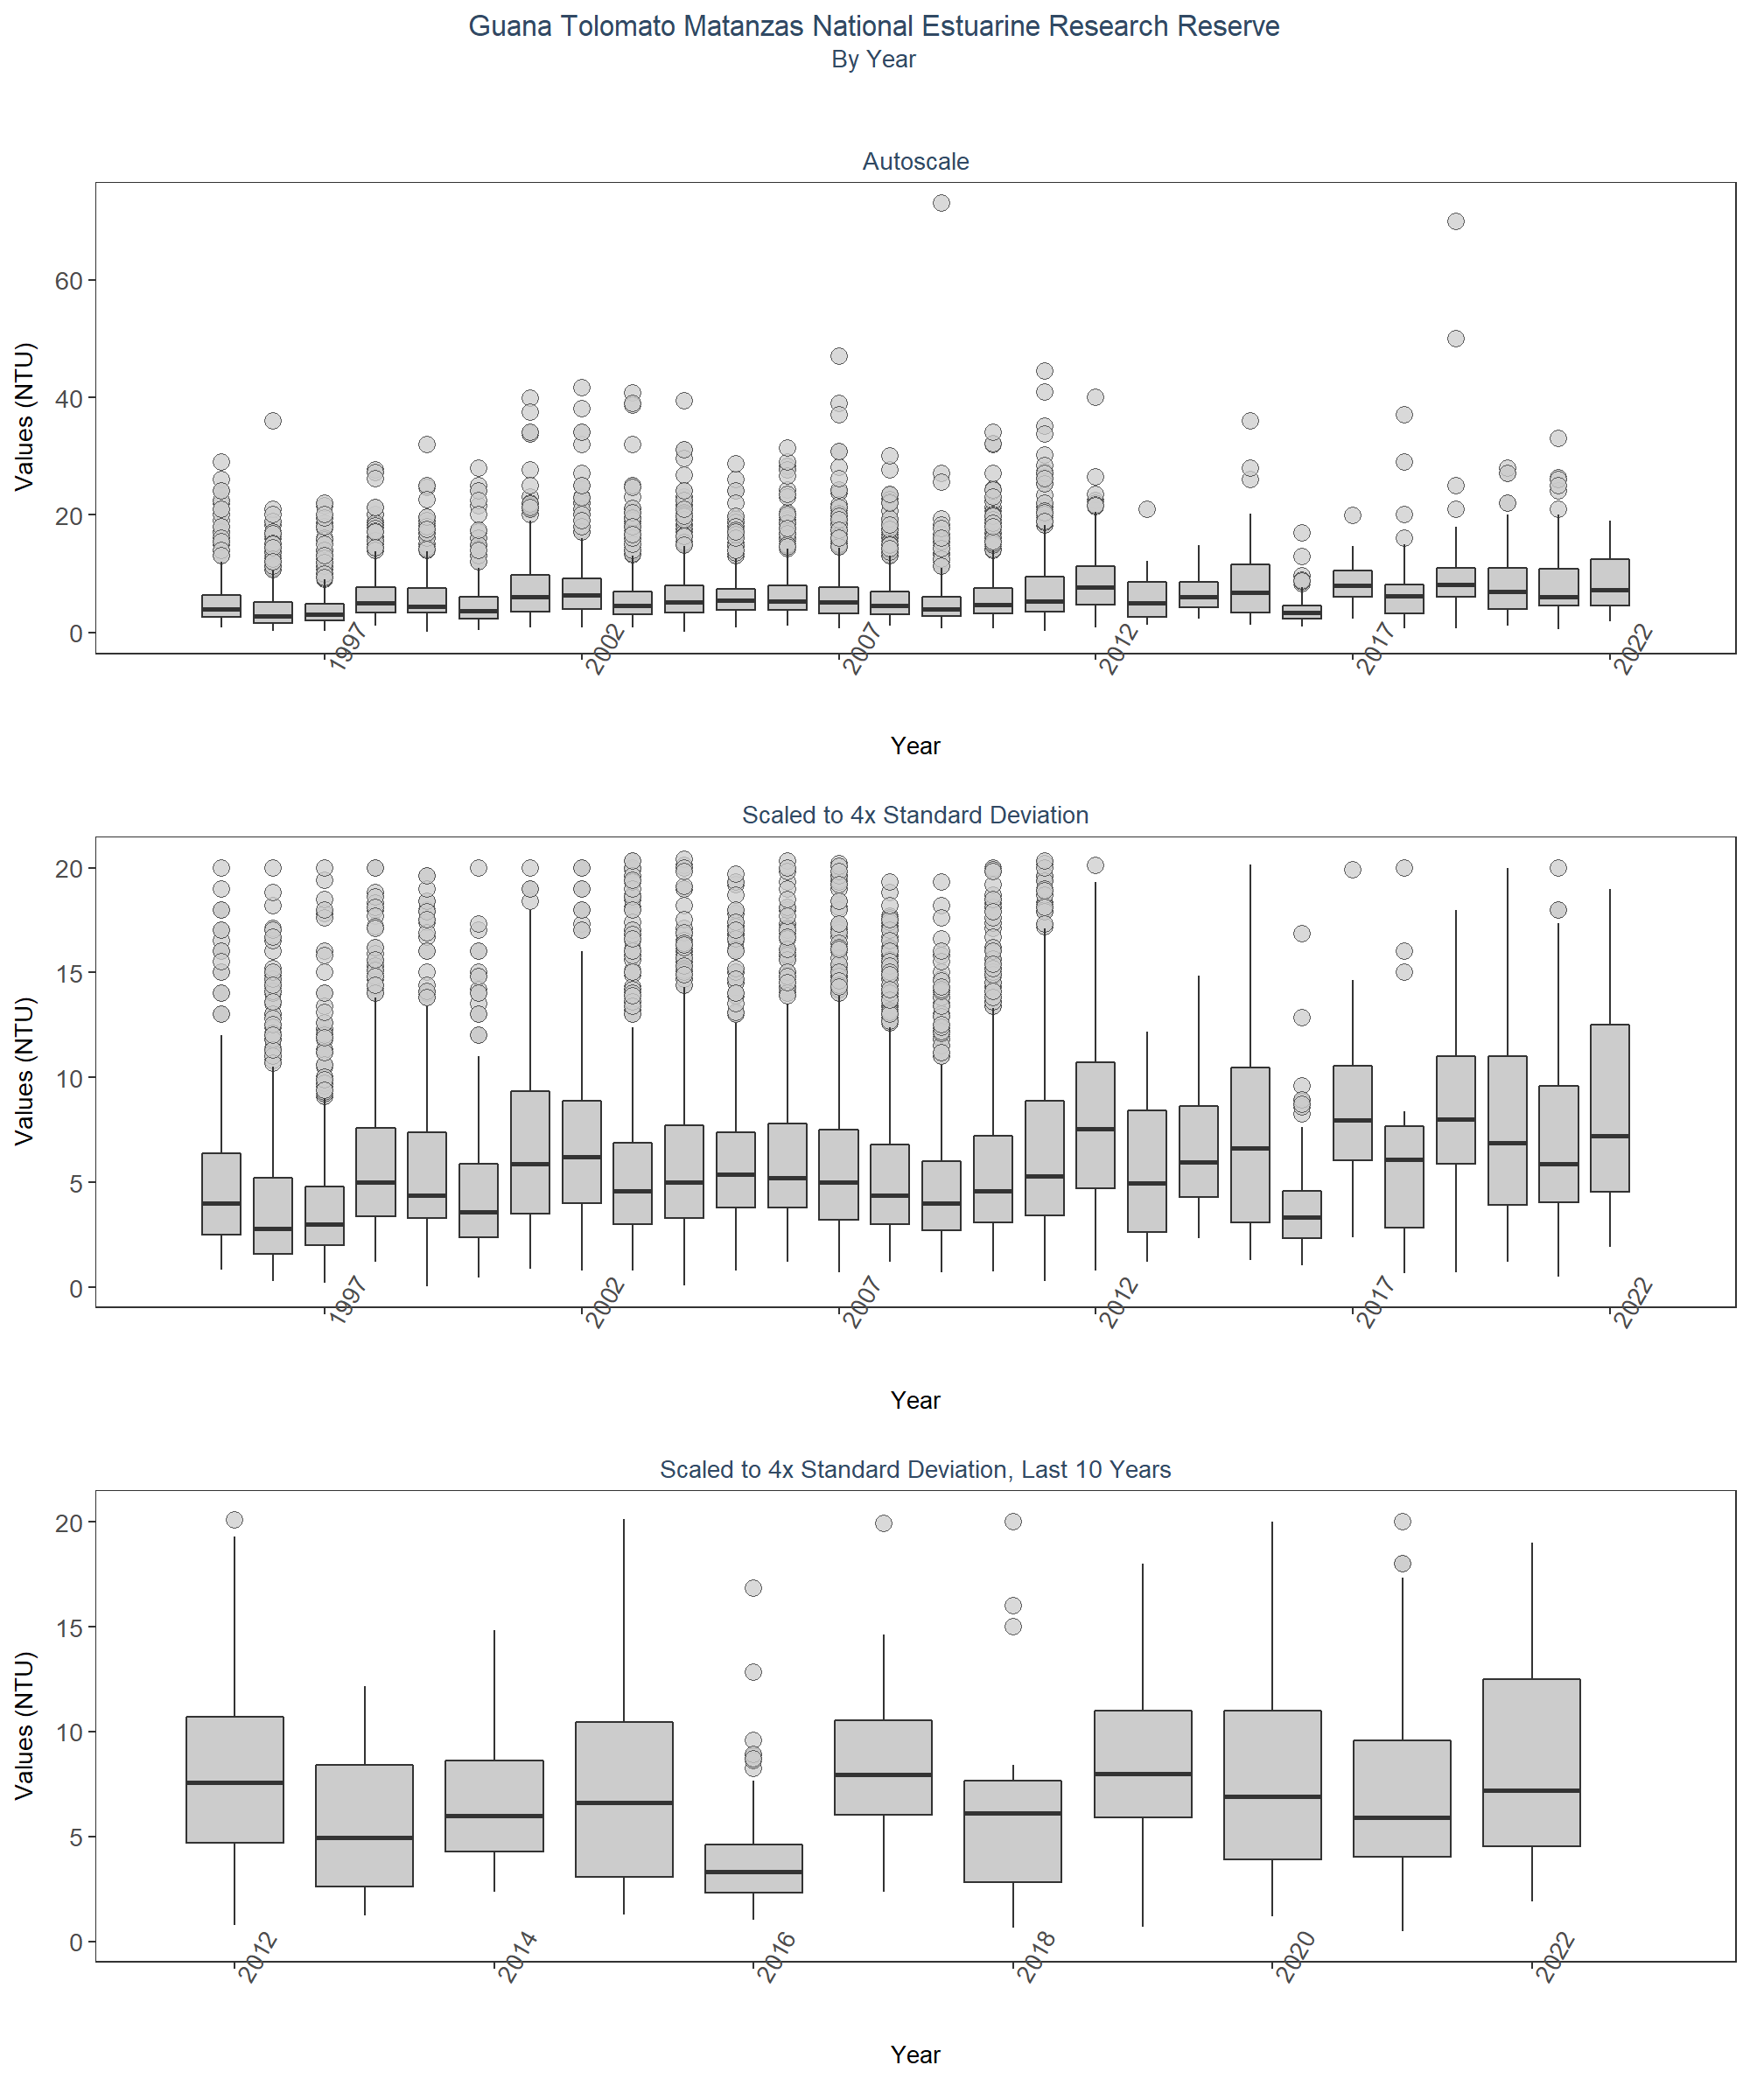 Guana Tolomato Matanzas National Estuarine Research Reserve
By Year
Autoscale
Values (NTU)
60
40
20
0
1997
2002
2007
2012
2017
2022
Year
Scaled to 4x Standard Deviation
Values (NTU)
20
15
10
5
0
1997
2002
2007
2012
2017
2022
Year
Scaled to 4x Standard Deviation, Last 10 Years
Values (NTU)
20
15
10
5
0
2012
2014
2016
2018
2020
2022
Year